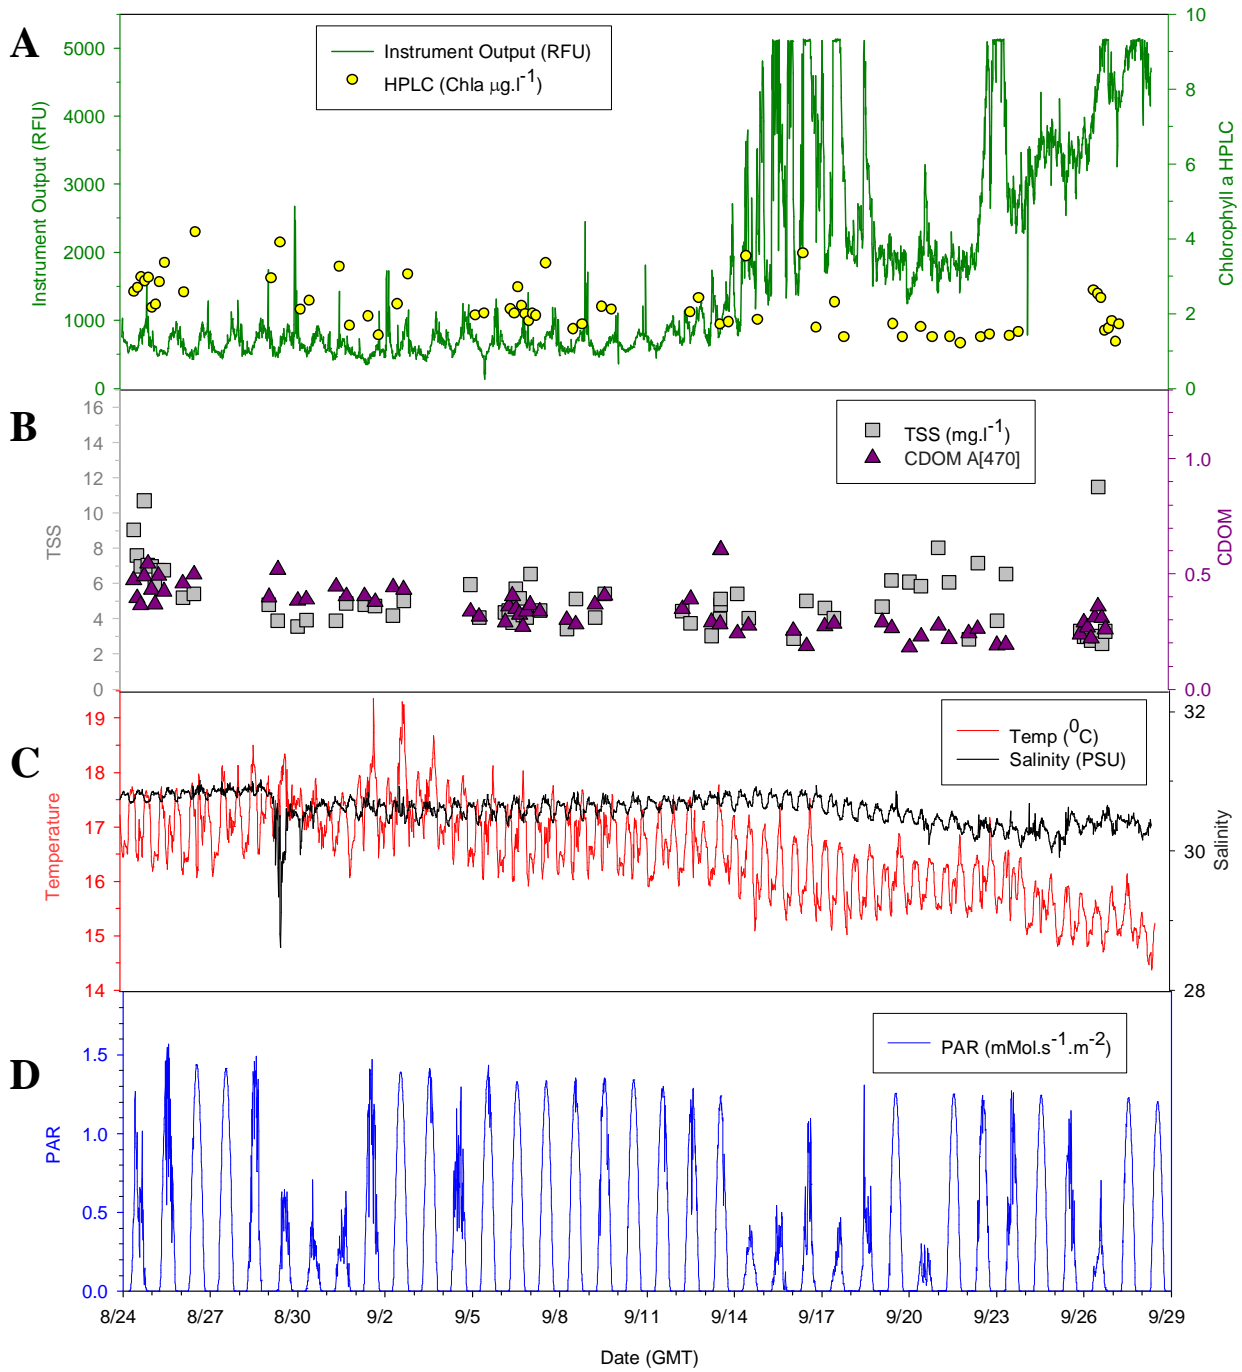 A
Instrument Output (RFU)
5000
4000
3000
2000
1000
0
Instrument Output (RFU)
HPLC (Chla μg.l-1)
10
8
6
4
2
0
Chlorophyll a HPLC
B
TSS
16
14
12
10
8
6
4
2
0
TSS (mg.l-1)
CDOM A[470]
1.0
0.5
0.0
CDOM
C
Temperature
19
18
17
16
15
14
Temp (0C)
Salinity (PSU)
32
30
28
Salinity
D
PAR
1.5
1.0
0.5
0.0
PAR (mMol.s-1.m-2)
8/24 8/27 8/30 9/2 9/5 9/8 9/11 9/14 9/17 9/20 9/23 9/26 9/29
Date (GMT)